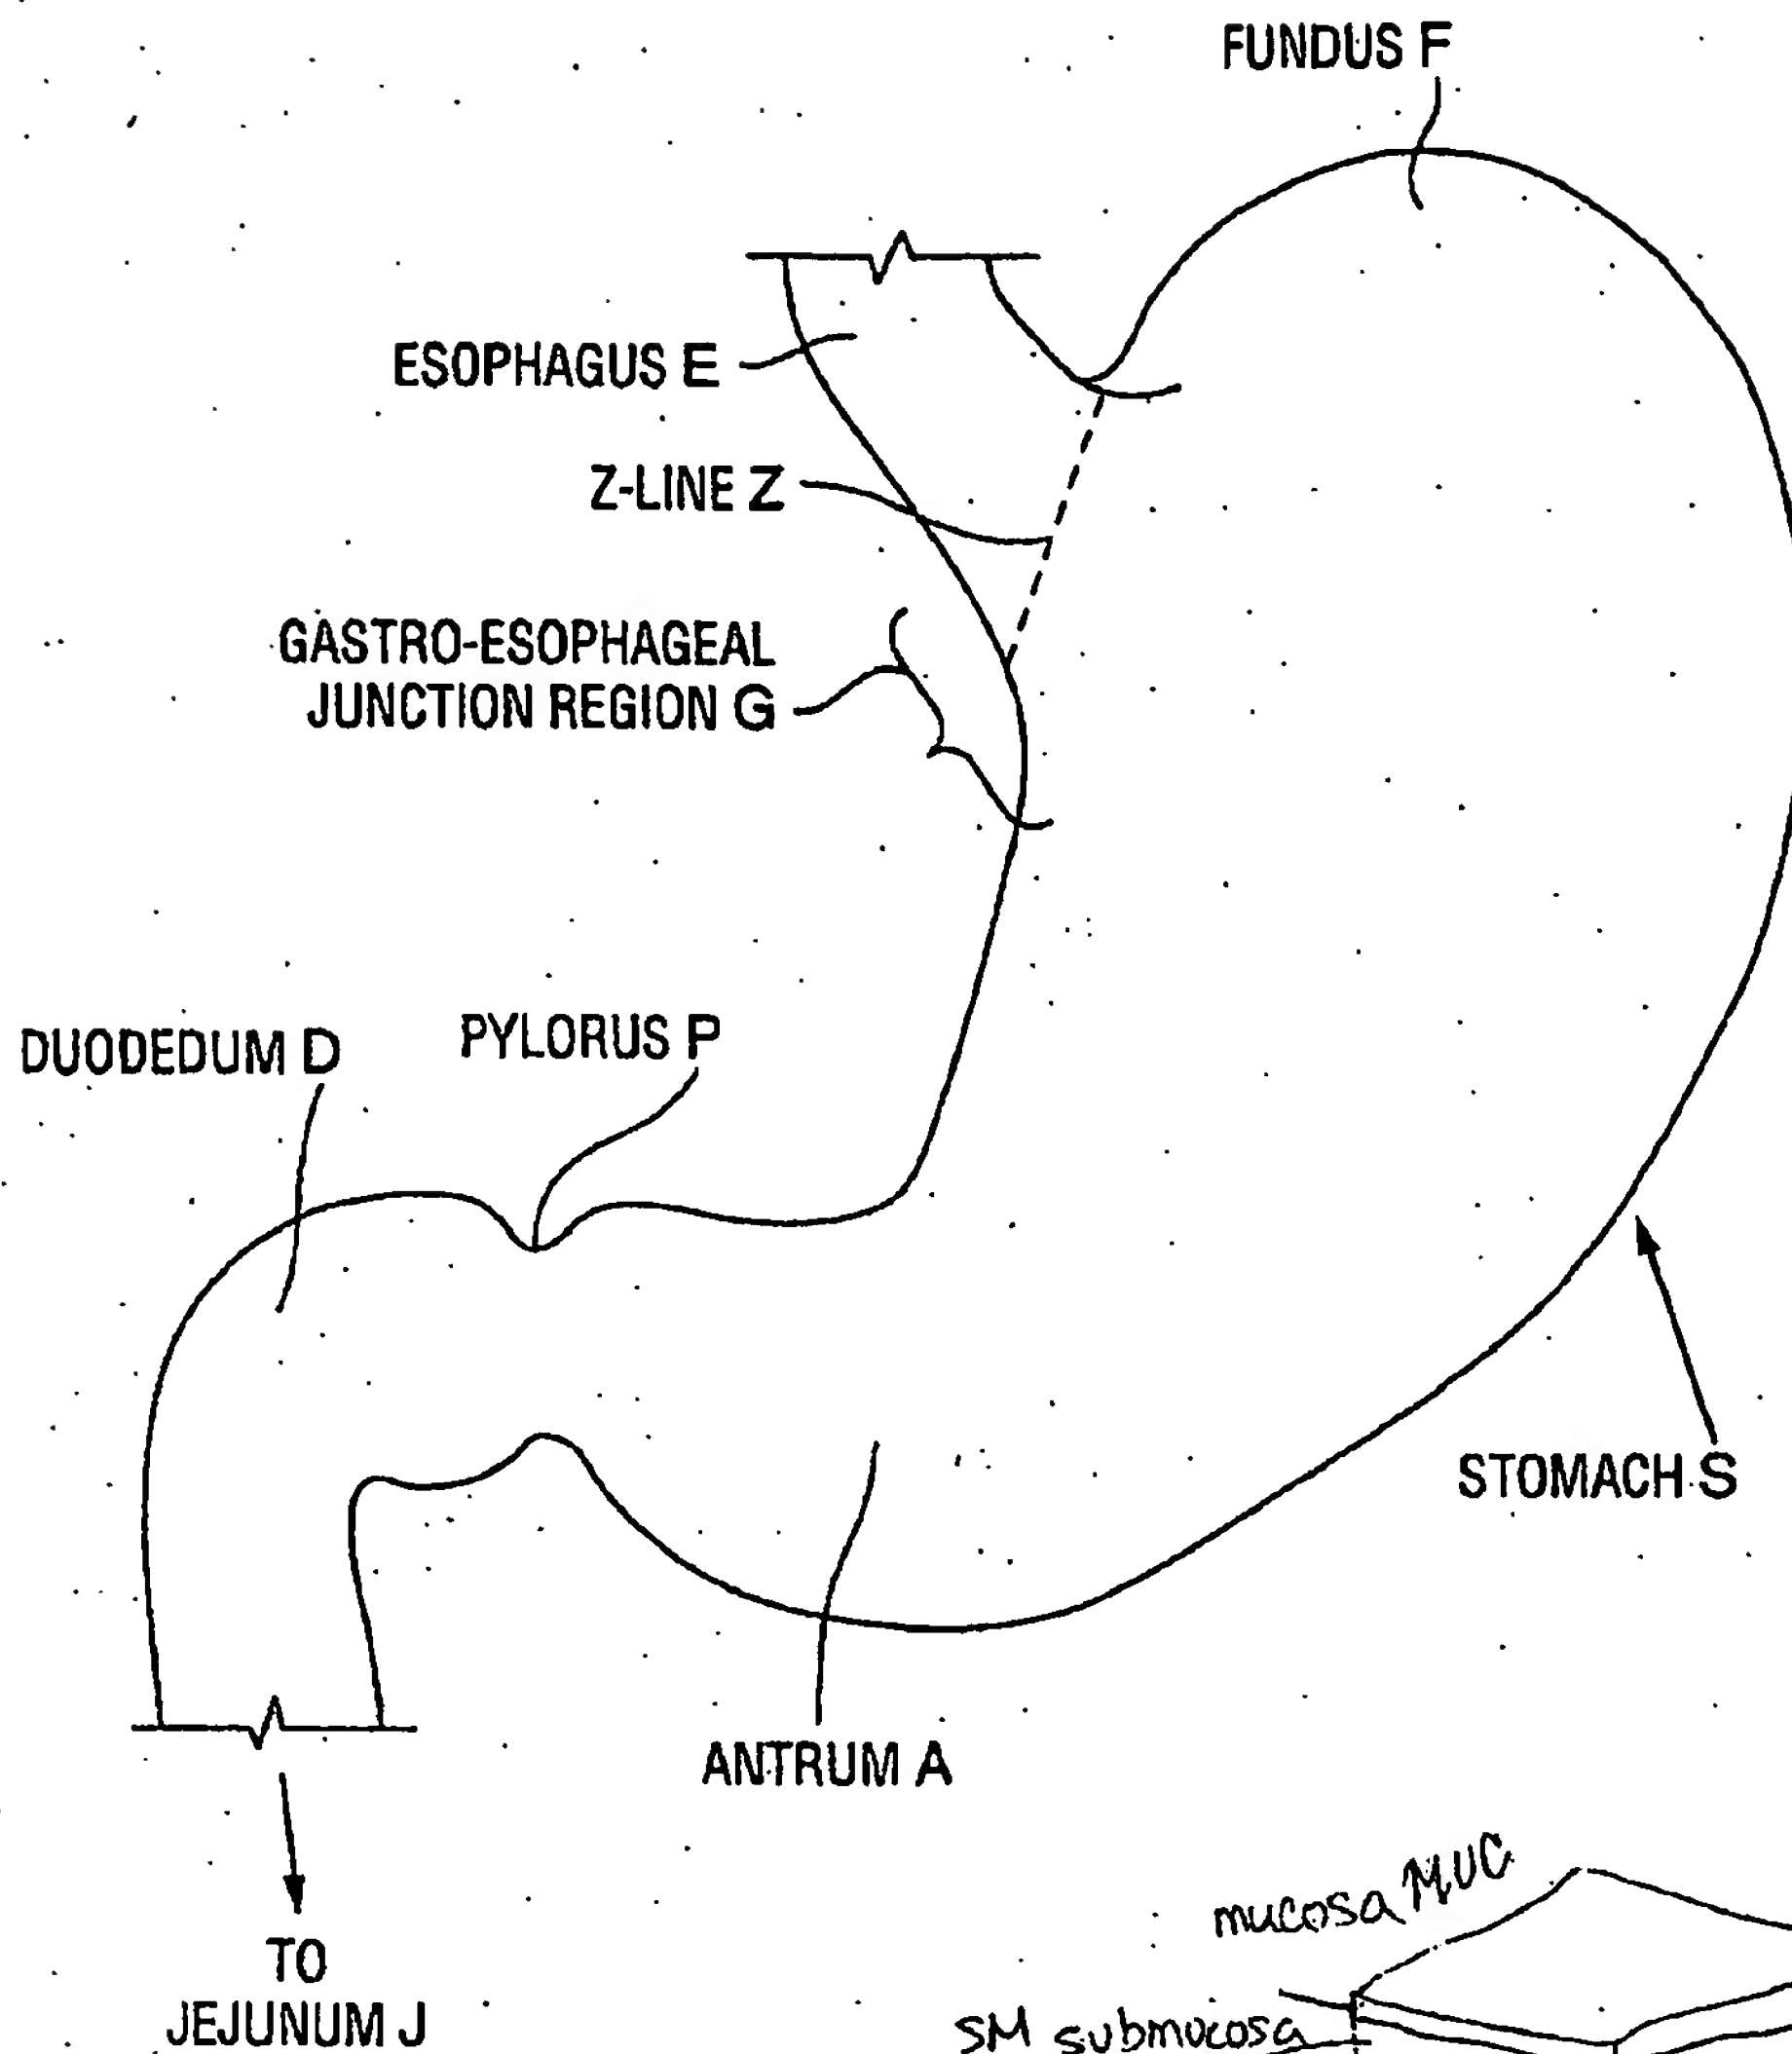 FUNDUS F
ESOPHAGUS E
Z-LINE Z
GASTRO-ESOPHAGEAL
JUNCTION REGION G
DUODEDUM D
PYLORUS P
STOMACH S
ANTRUM A
TO
JEJUNUM J
mucosa MUC
SM submucosa